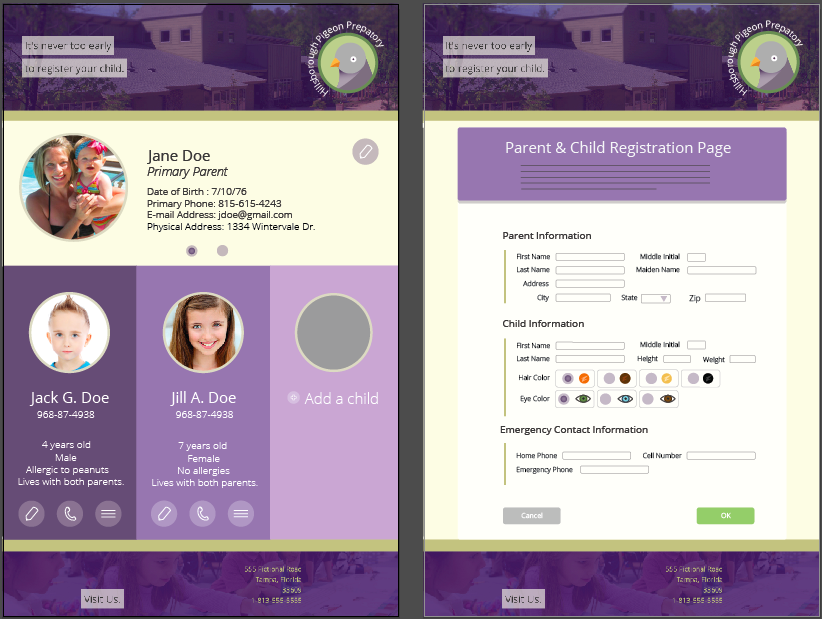 It's never too early
to register your child.
Hillsborough Pigeon Prepatory
Jane Doe
Primary Parent
Date of Birth : 7/10/76
Primary Phone: 815-615-4243
E-mail Address: jdoe@gmail.com
Physical Address: 1334 Wintervale Dr.
Jack G. Doe
968-87-4938
4 years old
Male
Allergic to peanuts
Lives with both parents.
Jill A. Doe
968-87-4938
7 years old
Female
No allergies
Lives with both parents.
Add a child
Visit Us.
555 Fictional Road
Tampa, Florida
33609
1-813-555-5555
It's never too early
to register your child.
Hillsborough Pigeon Prepatory
Parent & Child Registration Page
Parent Information
First Name Middle Initial
Last Name Maiden Name
Address
City State Zip
Child Information
First Name Middle Initial
Last Name Height Weight
Hair Color
Eye Color
Emergency Contact Information
Home Phone Cell Number
Emergency Phone
Cancel OK
Visit Us.
555 Fictional Road
Tampa, Florida
33609
1-813-555-5555